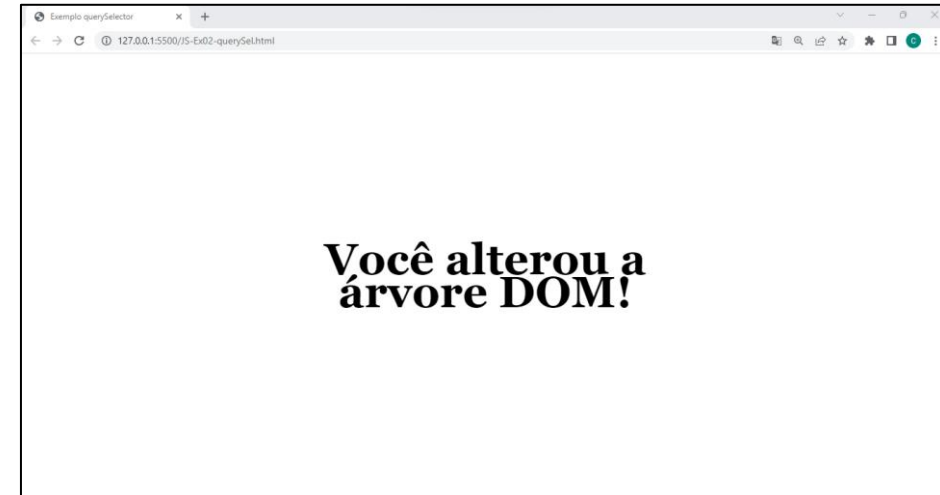 Exemplo querySelector
127.0.0.1:5500/JS-Ex02-querySel.html
C
Você alterou a
árvore DOM!